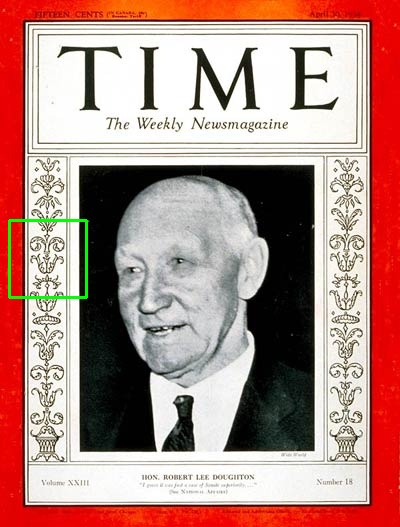 FIFTEEN CENTS
TIME
The Weekly Newsmagazine
Wide World
HON. ROBERT LEE DOUGHTON
"I guess it was just a case of Senate superiority. . . ."
(See NATIONAL AFFAIRS)
Volume XXIII
Number 18